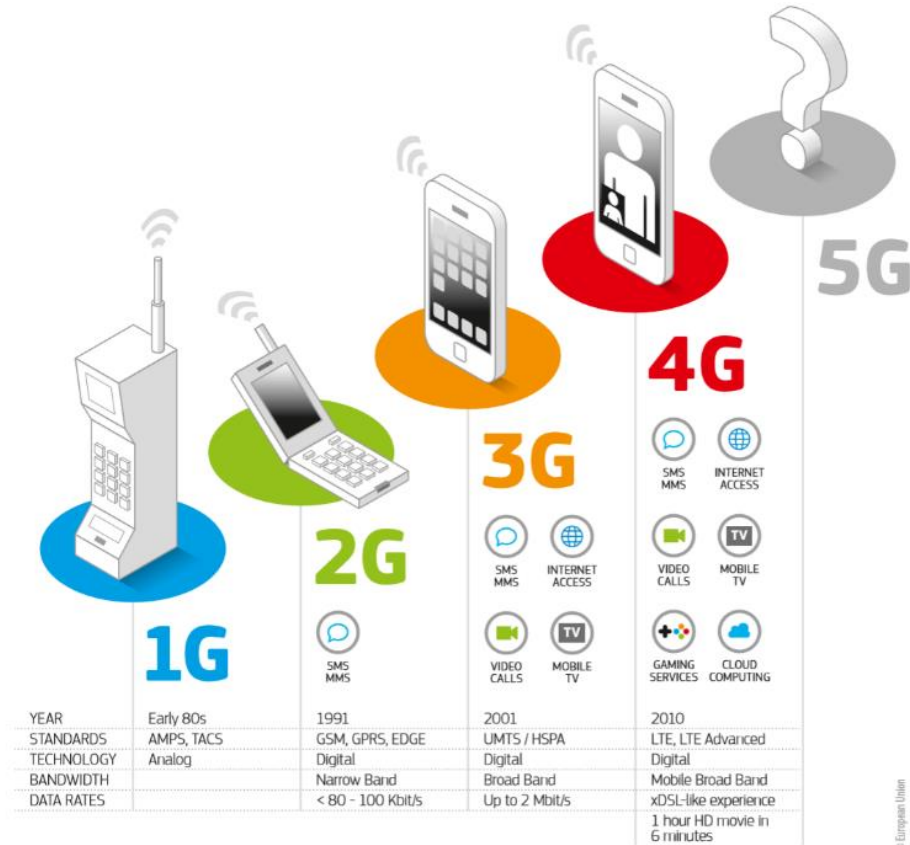 5G
4G
SMS MMS
INTERNET ACCESS
VIDEO CALLS
MOBILE TV
TV
GAMING SERVICES
CLOUD COMPUTING
3G
SMS MMS
INTERNET ACCESS
VIDEO CALLS
MOBILE TV
TV
2G
SMS MMS
1G
YEAR Early 80s 1991 2001 2010
STANDARDS AMPS, TACS GSM, GPRS, EDGE UMTS / HSPA LTE, LTE Advanced
TECHNOLOGY Analog Digital Digital Digital
BANDWIDTH Narrow Band Broad Band Mobile Broad Band
DATA RATES < 80 - 100 Kbit/s Up to 2 Mbit/s xDSL-like experience
1 hour HD movie in
6 minutes
European Union